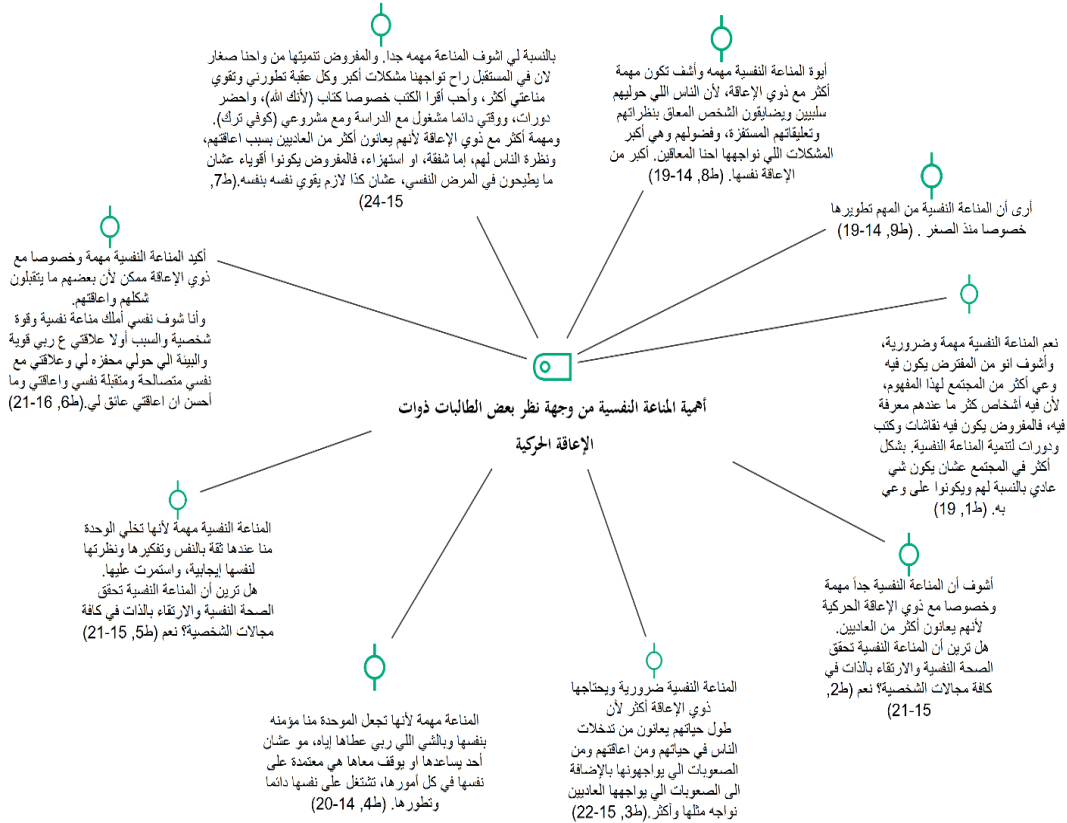 بالنسبة لي اشوف المناعة مهمه جدا. والمفروض تنميتها من واحنا صغار
لان في المستقبل راح تواجهنا مشكلات أكبر وكل عقبة تطورني وتقوي
مناعتي أكثر، وأحب أقرا الكتب خصوصا كتاب (لأنك الله)، واحضر
دورات، ووقتي دائما مشغول مع الدراسة ومع مشروعي (كوفي ترك).
ومهمة أكثر مع ذوي الإعاقة لأنهم يعانون أكثر من العاديين بسبب اعاقتهم،
ونظرة الناس لهم، إما شفقة، او استهزاء، فالمفروض يكونوا أقوياء عشان
ما يطيحون في المرض النفسي، عشان كذا لازم يقوي نفسه بنفسه.(ط7,
15-24)
أيوة المناعة النفسية مهمه وأشف تكون مهمة
أكثر مع ذوي الإعاقة، لأن الناس اللي حوليهم
سلبيين ويضايقون الشخص المعاق بنظراتهم
وتعليقاتهم المستفزة، وفضولهم وهي أكبر
المشكلات اللي نواجهها احنا المعاقين. أكبر من
الإعاقة نفسها. (ط8, 14-19)
أرى أن المناعة النفسية من المهم تطويرها
خصوصا منذ الصغر . (ط9, 14-19)
أكيد المناعة النفسية مهمة وخصوصا مع
ذوي الإعاقة ممكن لأن بعضهم ما يتقبلون
شكلهم واعاقتهم.
وأنا شوف نفسي أملك مناعة نفسية وقوة
شخصية والسبب أولا علاقتي ع ربي قوية
والبيئة الي حولي محفزه لي وعلاقتي مع
نفسي متصالحة ومتقبلة نفسي واعاقتي وما
أحسن ان اعاقتي عائق لي.(ط6, 16-21)
نعم المناعة النفسية مهمة وضرورية،
وأشوف انو من المفترض يكون فيه
وعي أكثر من المجتمع لهذا المفهوم،
لأن فيه أشخاص كثر ما عندهم معرفة
فيه، فالمفروض يكون فيه نقاشات وكتب
ودورات لتنمية المناعة النفسية. بشكل
أكثر في المجتمع عشان يكون شي
عادي بالنسبة لهم ويكونوا على وعي
به. (ط1, 19)
أهمية المناعة النفسية من وجهة نظر بعض الطالبات ذوات
الإعاقة الحركية
المناعة النفسية مهمة لأنها تخلي الوحدة
منا عندها ثقة بالنفس وتفكيرها ونظرتها
لنفسها إيجابية، واستمرت عليها.
هل ترين أن المناعة النفسية تحقق
الصحة النفسية والارتقاء بالذات في كافة
مجالات الشخصية؟ نعم (ط5, 15-21)
أشوف أن المناعة النفسية جداً مهمة
وخصوصا مع ذوي الإعاقة الحركية
لأنهم يعانون أكثر من العاديين.
هل ترين أن المناعة النفسية تحقق
الصحة النفسية والارتقاء بالذات في
كافة مجالات الشخصية؟ نعم (ط2,
15-21)
المناعة مهمة لأنها تجعل الموحدة منا مؤمنه
بنفسها وبالشي اللي ربي عطاها إياه، مو عشان
أحد يساعدها او يوقف معاها هي معتمدة على
نفسها في كل أمورها، تشتغل علي نفسها دائما
وتطورها. (ط4, 14-20)
المناعة النفسية ضرورية ويحتاجها
ذوي الإعاقة أكثر لأن
طول حياتهم يعانون من تدخلات
الناس في حياتهم ومن اعاقتهم ومن
الصعوبات الي يواجهونها بالإضافة
الى الصعوبات الي يواجهها العاديين
نواجه مثلها وأكثر.(ط3, 15-22)